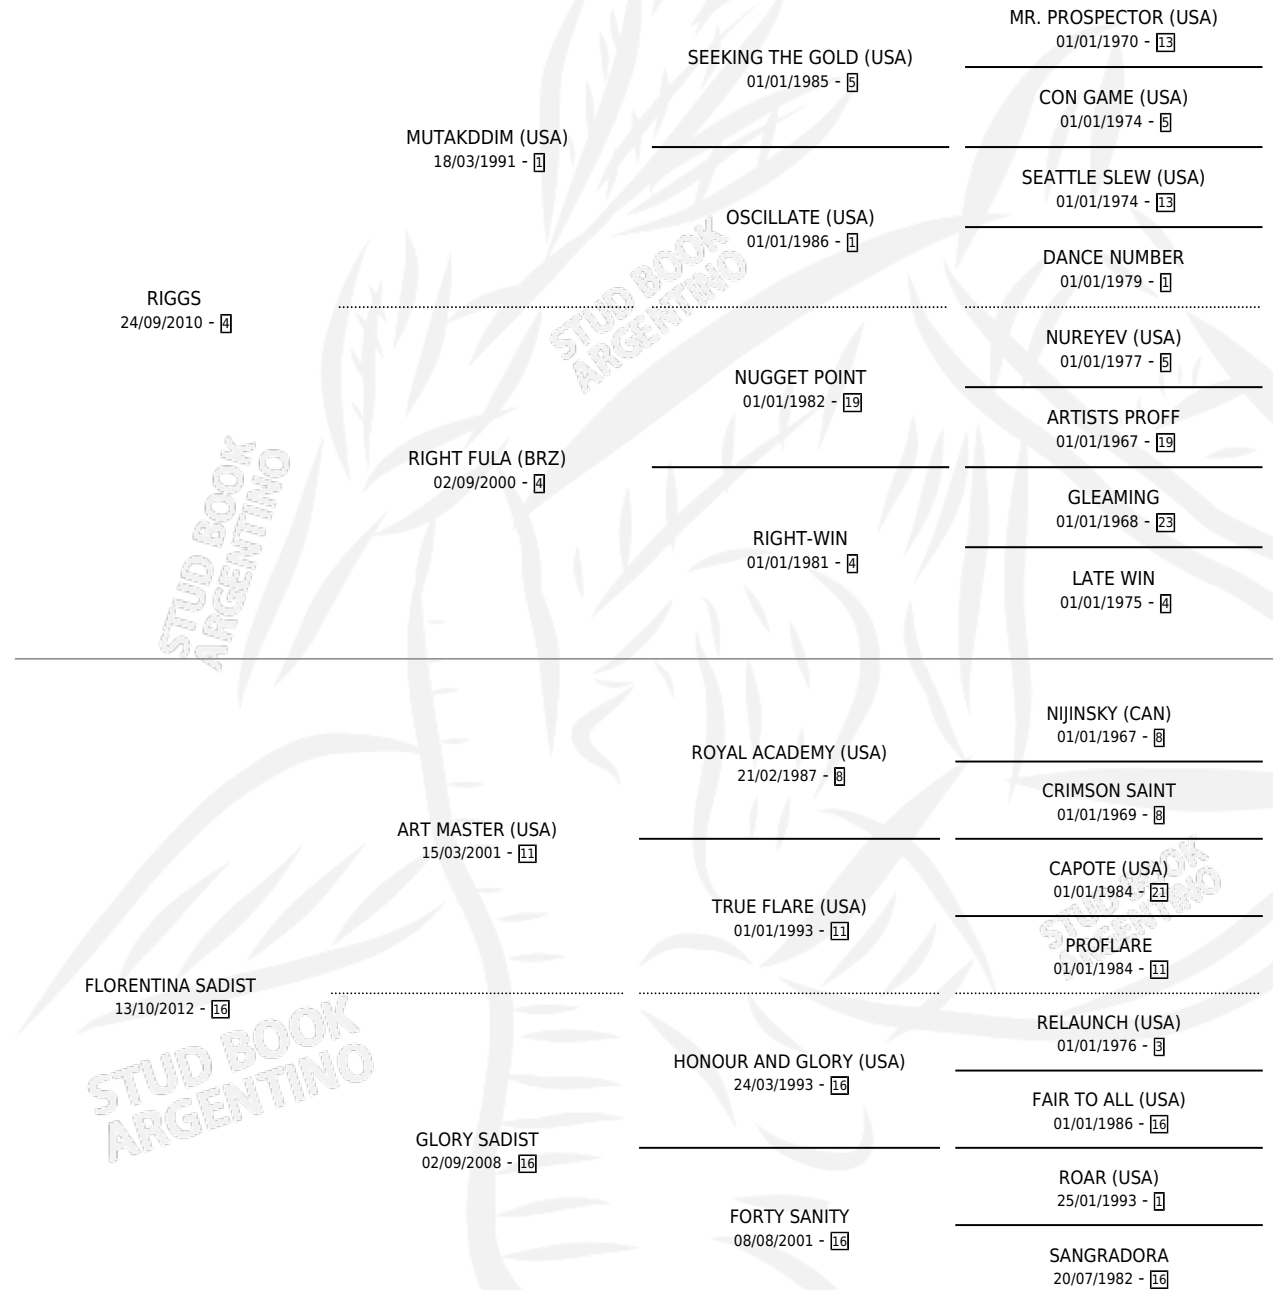 MR. PROSPECTOR (USA)
01/01/1970 - 13
SEEKING THE GOLD (USA)
01/01/1985 - 5
CON GAME (USA)
01/01/1974 - 5
MUTAKDDIM (USA)
18/03/1991 - 1
SEATTLE SLEW (USA)
01/01/1974 - 13
OSCILLATE (USA)
01/01/1986 - 1
DANCE NUMBER
01/01/1979 - 1
RIGGS
24/09/2010 - 4
NUREYEV (USA)
01/01/1977 - 5
NUGGET POINT
01/01/1982 - 19
ARTISTS PROFF
01/01/1967 - 19
RIGHT FULA (BRZ)
02/09/2000 - 4
GLEAMING
01/01/1968 - 23
RIGHT-WIN
01/01/1981 - 4
LATE WIN
01/01/1975 - 4
STUD BOOK
ARGENTINO
STUD BOOK
ARGENTINO
NIJINSKY (CAN)
01/01/1967 - 8
ROYAL ACADEMY (USA)
21/02/1987 - 8
CRIMSON SAINT
01/01/1969 - 8
ART MASTER (USA)
15/03/2001 - 11
CAPOTE (USA)
01/01/1984 - 21
TRUE FLARE (USA)
01/01/1993 - 11
PROFLARE
01/01/1984 - 11
FLORENTINA SADIST
13/10/2012 - 16
RELAUNCH (USA)
01/01/1976 - 3
HONOUR AND GLORY (USA)
24/03/1993 - 16
FAIR TO ALL (USA)
01/01/1986 - 16
GLORY SADIST
02/09/2008 - 16
ROAR (USA)
25/01/1993 - 1
FORTY SANITY
08/08/2001 - 16
SANGRADORA
20/07/1982 - 16
STUD BOOK
ARGENTINO
STUD BOOK
ARGENTINO